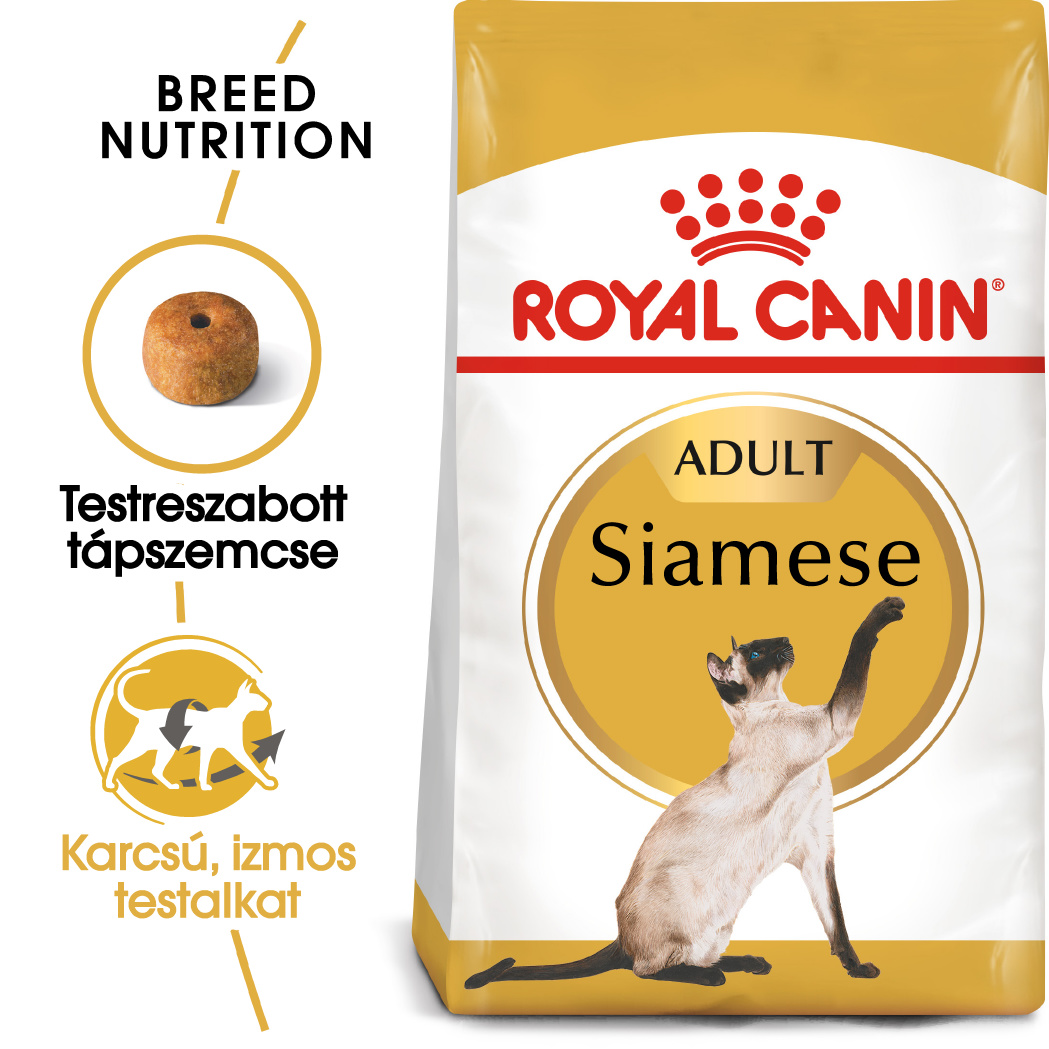 BREED
NUTRITION
Testreszabott
tápszemcse
Karcsú, izmos
testalkat
ROYAL CANIN®
ADULT
Siamese